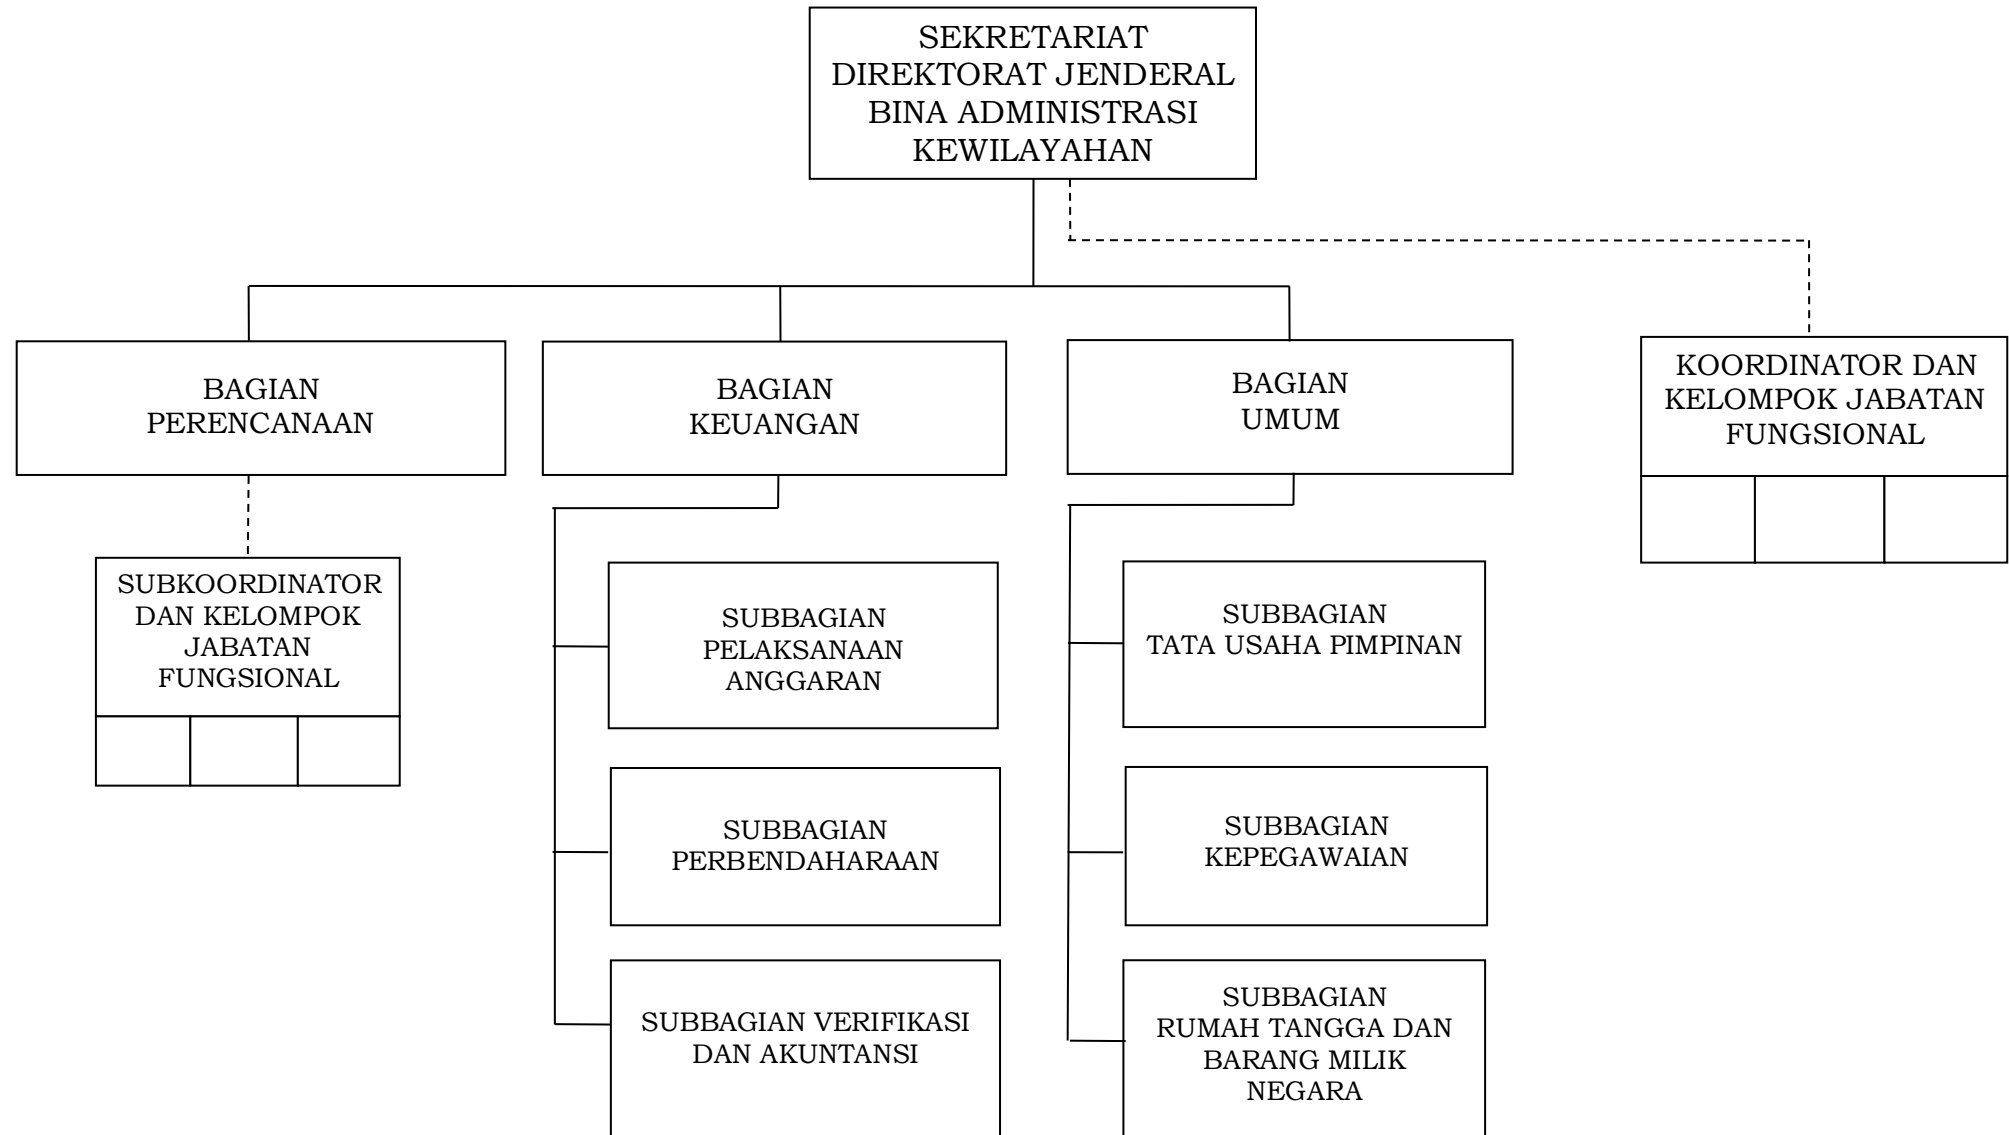 SEKRETARIAT
DIREKTORAT JENDERAL
BINA ADMINISTRASI
KEWILAYAHAN
BAGIAN
PERENCANAAN
BAGIAN
KEUANGAN
BAGIAN
UMUM
KOORDINATOR DAN
KELOMPOK JABATAN
FUNGSIONAL
SUBKOORDINATOR
DAN KELOMPOK
JABATAN
FUNGSIONAL
SUBBAGIAN
PELAKSANAAN
ANGGARAN
SUBBAGIAN
TATA USAHA PIMPINAN
SUBBAGIAN
PERBENDAHARAAN
SUBBAGIAN
KEPEGAWAIAN
SUBBAGIAN VERIFIKASI
DAN AKUNTANSI
SUBBAGIAN
RUMAH TANGGA DAN
BARANG MILIK
NEGARA